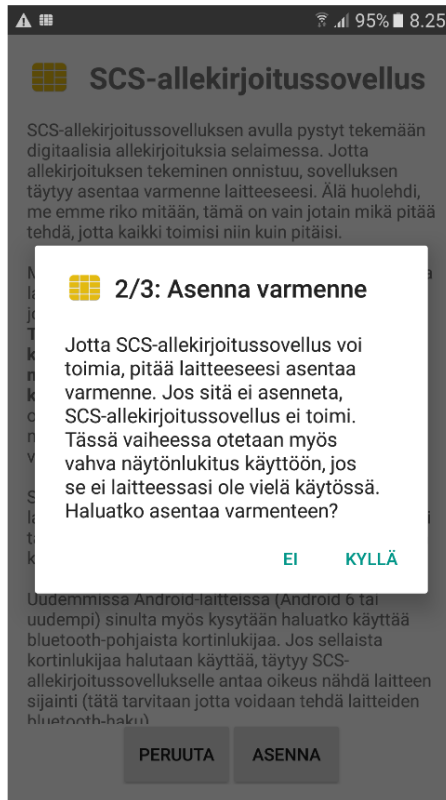 95% 8.25
SCS-allekirjoitussovellus
SCS-allekirjoitussovelluksen avulla pystyt tekemään
digitaalisia allekirjoituksia selaimessa. Jotta
allekirjoituksen tekeminen onnistuu, sovelluksen
täytyy asentaa varmenne laitteeseesi. Älä huolehdi,
me emme riko mitään, tämä on vain jotain mikä pitää
tehdä, jotta kaikki toimisi niin kuin pitäisi.
2/3: Asenna varmenne
Jotta SCS-allekirjoitussovellus voi
toimia, pitää laitteeseesi asentaa
varmenne. Jos sitä ei asenneta,
SCS-allekirjoitussovellus ei toimi.
Tässä vaiheessa otetaan myös
vahva näytönlukitus käyttöön, jos
se ei laitteessasi ole vielä käytössä.
Haluatko asentaa varmenteen?
EI KYLLÄ
Uudemmissa Android-laitteissa (Android 6 tai
uudempi) sinulta myös kysytään haluatko käyttää
bluetooth-pohjaista kortinlukijaa. Jos sellaista
kortinlukijaa halutaan käyttää, täytyy SCS-
allekirjoitussovellukselle antaa oikeus nähdä laitteen
sijainti (tätä tarvitaan jotta voidaan tehdä laitteiden
bluetooth-haku)
PERUUTA ASENNA